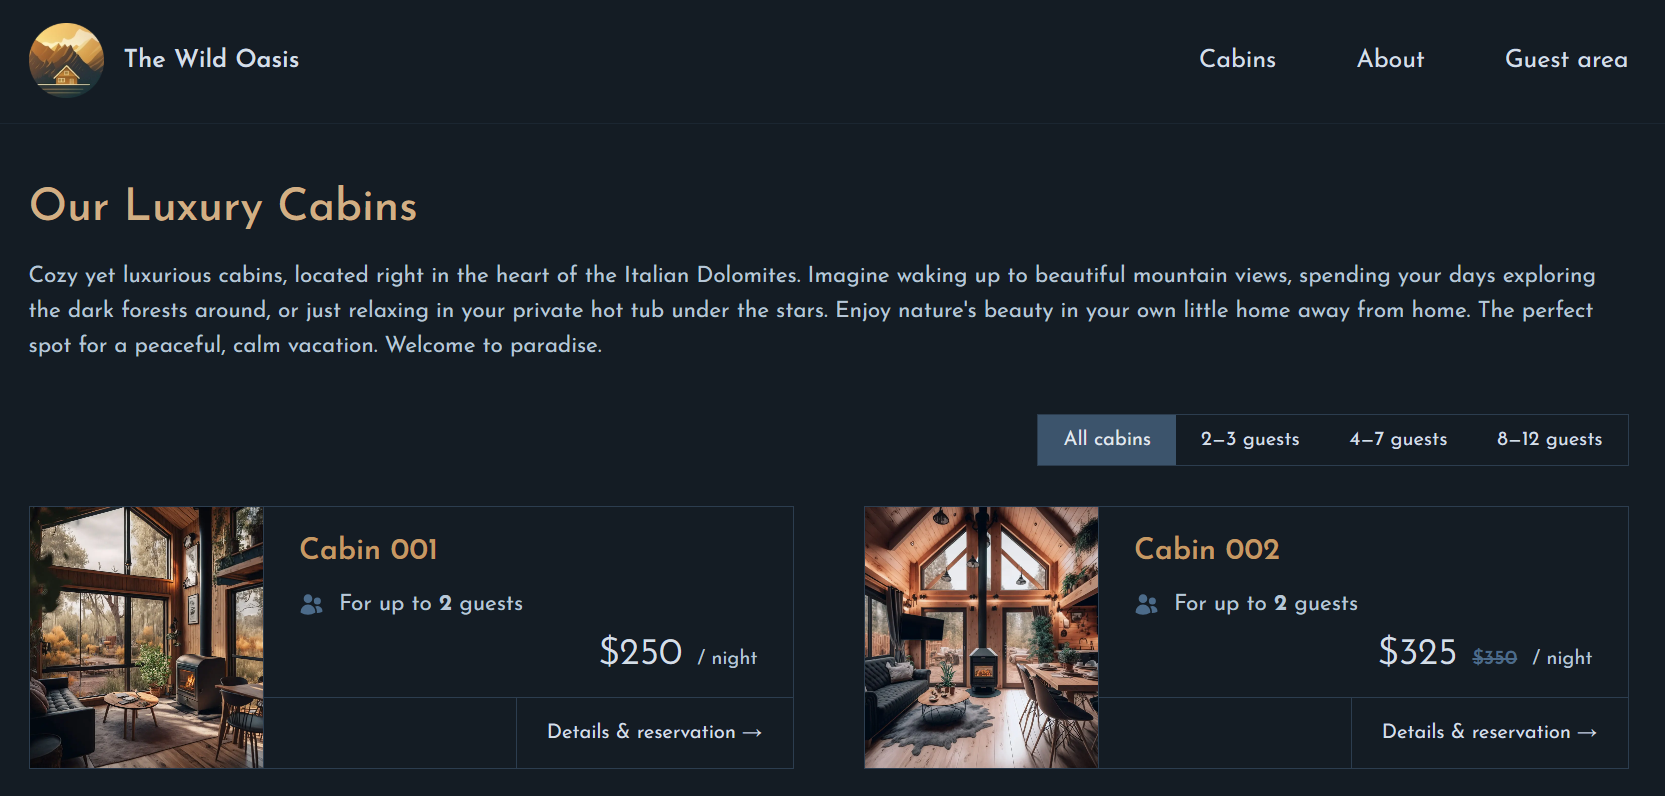 The Wild Oasis
Cabins
About
Guest area
Our Luxury Cabins
Cozy yet luxurious cabins, located right in the heart of the Italian Dolomites. Imagine waking up to beautiful mountain views, spending your days exploring
the dark forests around, or just relaxing in your private hot tub under the stars. Enjoy nature's beauty in your own little home away from home. The perfect
spot for a peaceful, calm vacation. Welcome to paradise.
All cabins
2–3 guests
4–7 guests
8–12 guests
Cabin 001
For up to 2 guests
$250 / night
Details & reservation →
Cabin 002
For up to 2 guests
$325 $350 / night
Details & reservation →